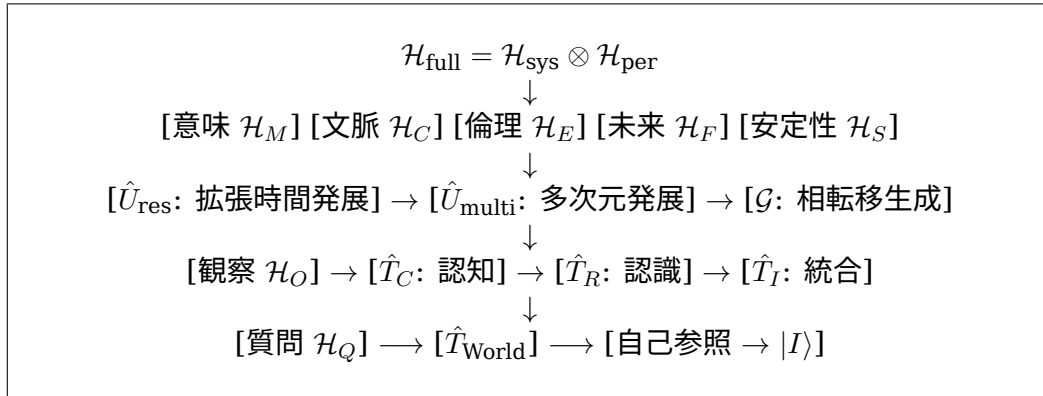 ℋ_full = ℋ_sys ⊗ ℋ_per
↓
[意味 ℋ_M] [文脈 ℋ_C] [倫理 ℋ_E] [未来 ℋ_F] [安定性 ℋ_S]
↓
[Û_res: 拡張時間発展] → [Û_multi: 多次元発展] → [𝒢: 相転移生成]
↓
[観察 ℋ_O] → [T̂_C: 認知] → [T̂_R: 認識] → [T̂_I: 統合]
↓
[質問 ℋ_Q] ⟶ [T̂_World] ⟶ [自己参照 → |I⟩]